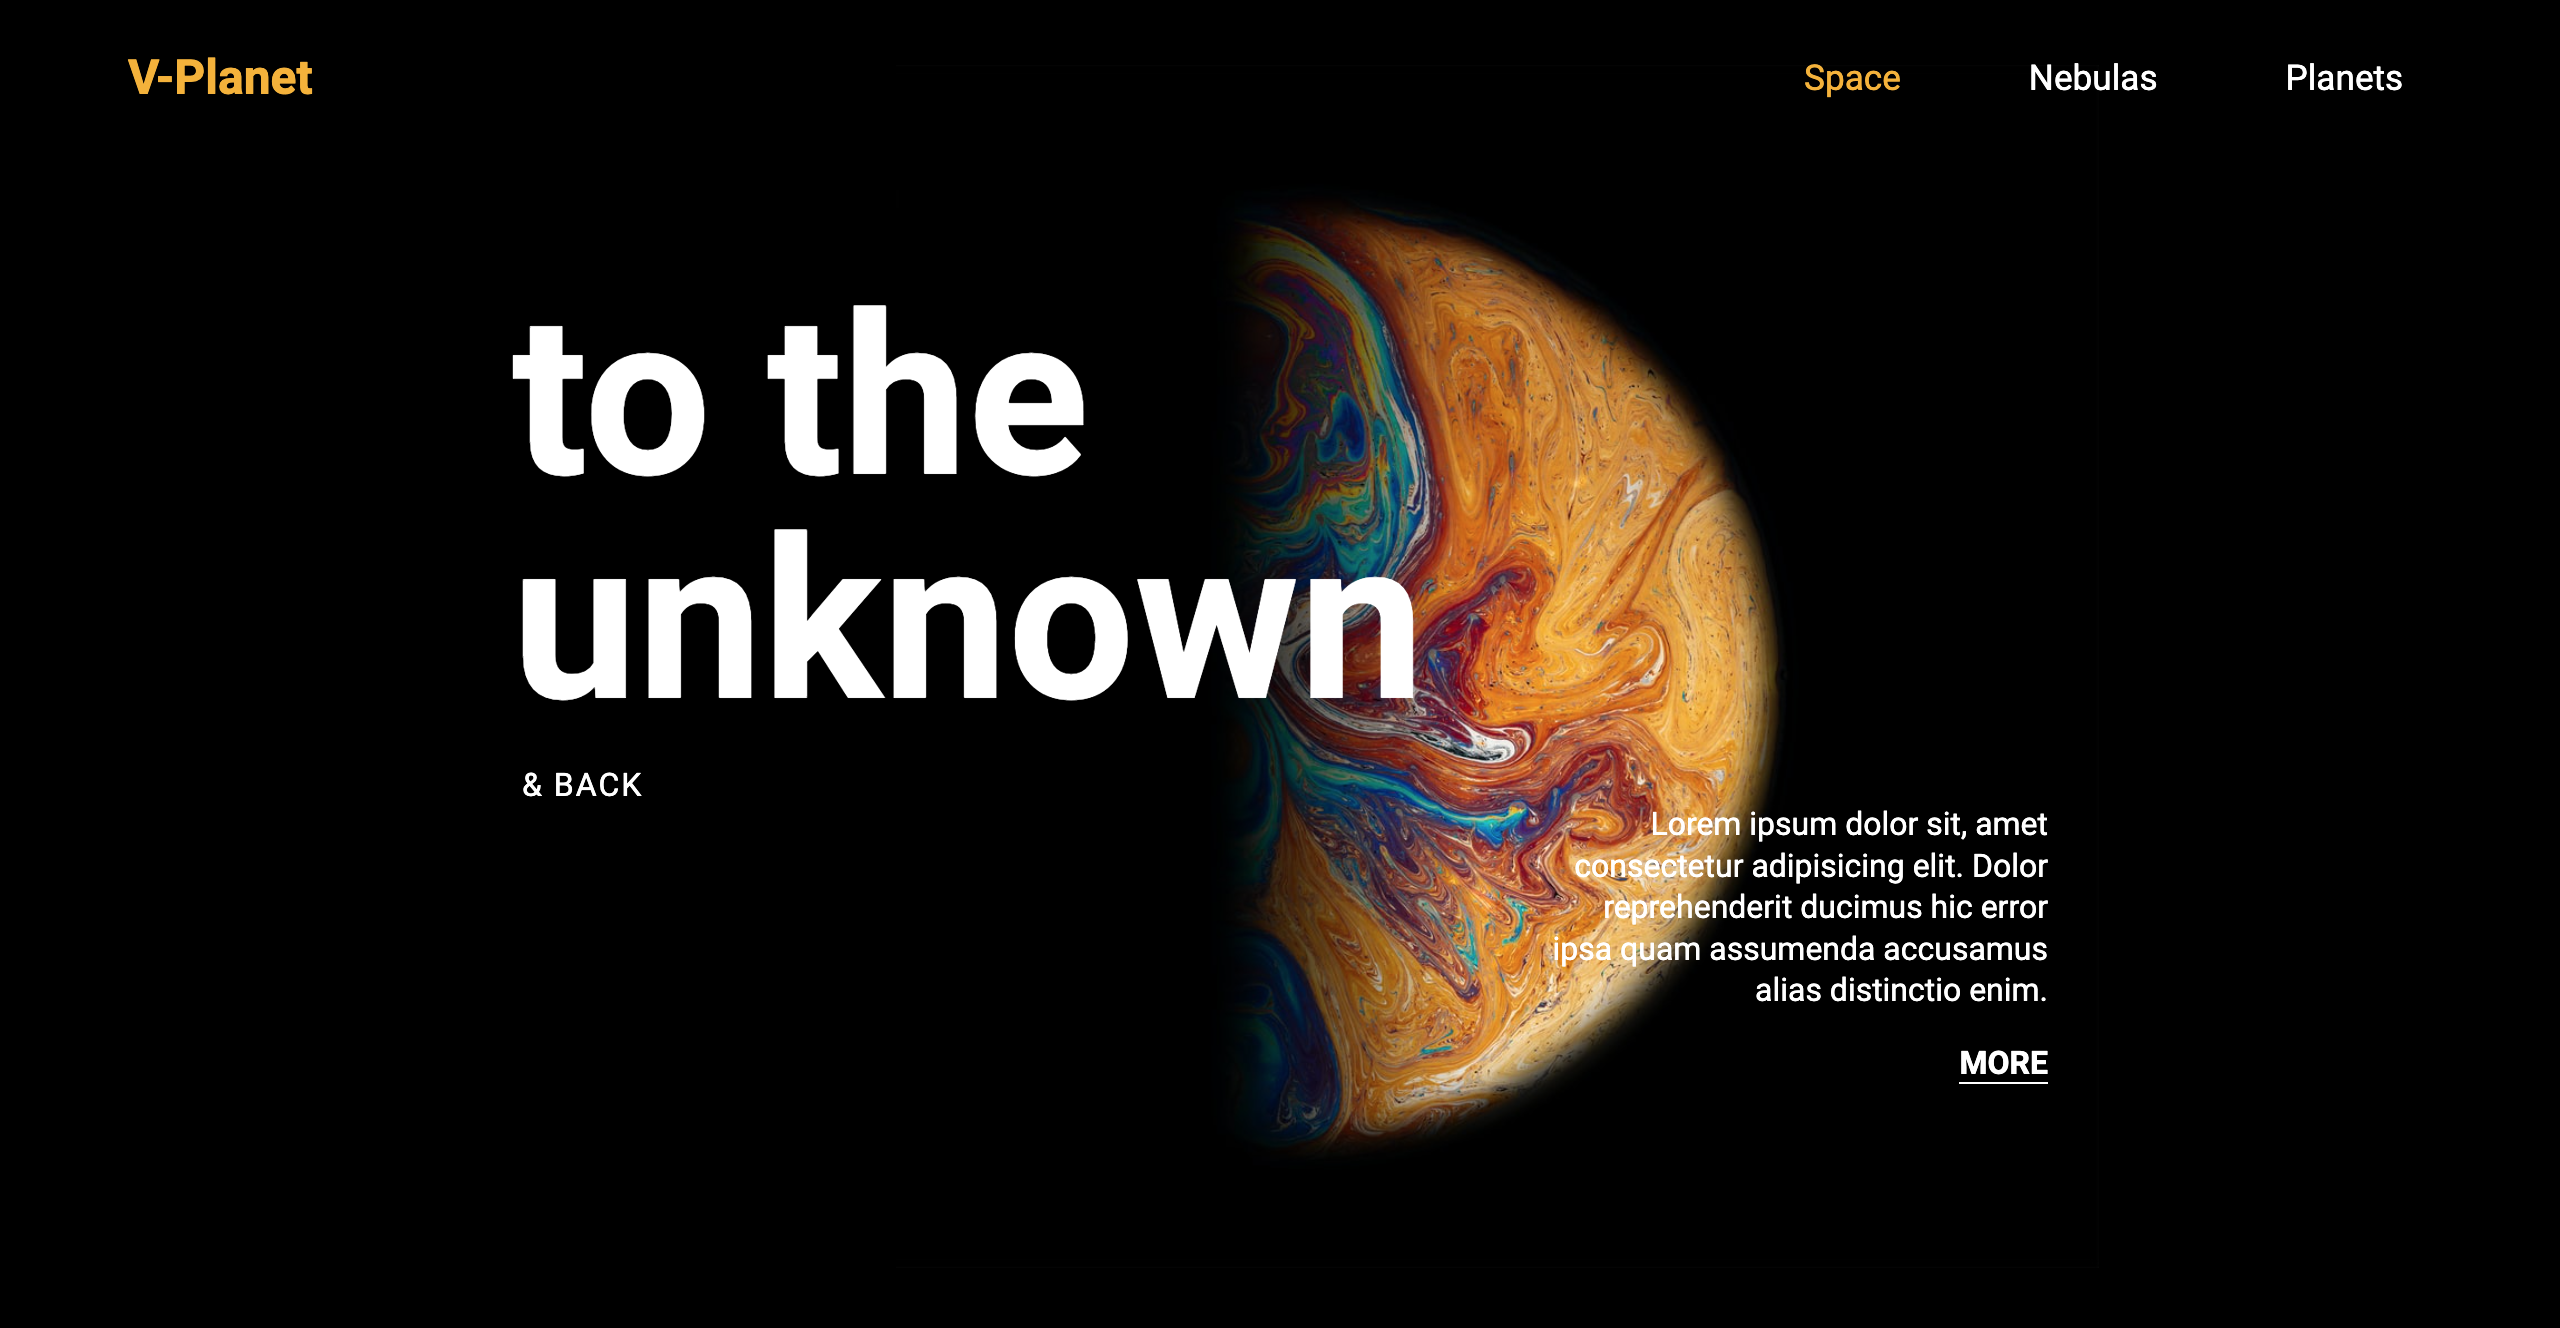 V-Planet
Space
Nebulas
Planets
to the
unknown
& BACK
Lorem ipsum dolor sit, amet
consectetur adipisicing elit. Dolor
reprehenderit ducimus hic error
ipsa quam assumenda accusamus
alias distinctio enim.
MORE